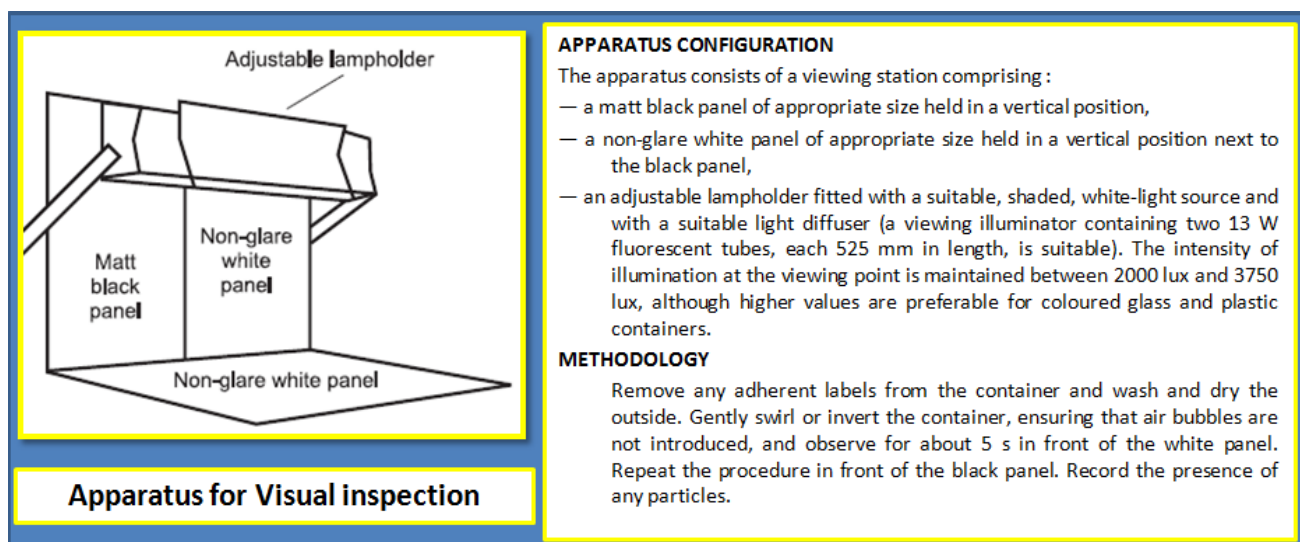 Adjustable lampholder
Matt
black
panel
Non-glare
white
panel
Non-glare white panel
Apparatus for Visual inspection
APPARATUS CONFIGURATION
The apparatus consists of a viewing station comprising :
— a matt black panel of appropriate size held in a vertical position,
— a non-glare white panel of appropriate size held in a vertical position next to
the black panel,
— an adjustable lampholder fitted with a suitable, shaded, white-light source and
with a suitable light diffuser (a viewing illuminator containing two 13 W
fluorescent tubes, each 525 mm in length, is suitable). The intensity of
illumination at the viewing point is maintained between 2000 lux and 3750
lux, although higher values are preferable for coloured glass and plastic
containers.
METHODOLOGY
Remove any adherent labels from the container and wash and dry the
outside. Gently swirl or invert the container, ensuring that air bubbles are
not introduced, and observe for about 5 s in front of the white panel.
Repeat the procedure in front of the black panel. Record the presence of
any particles.